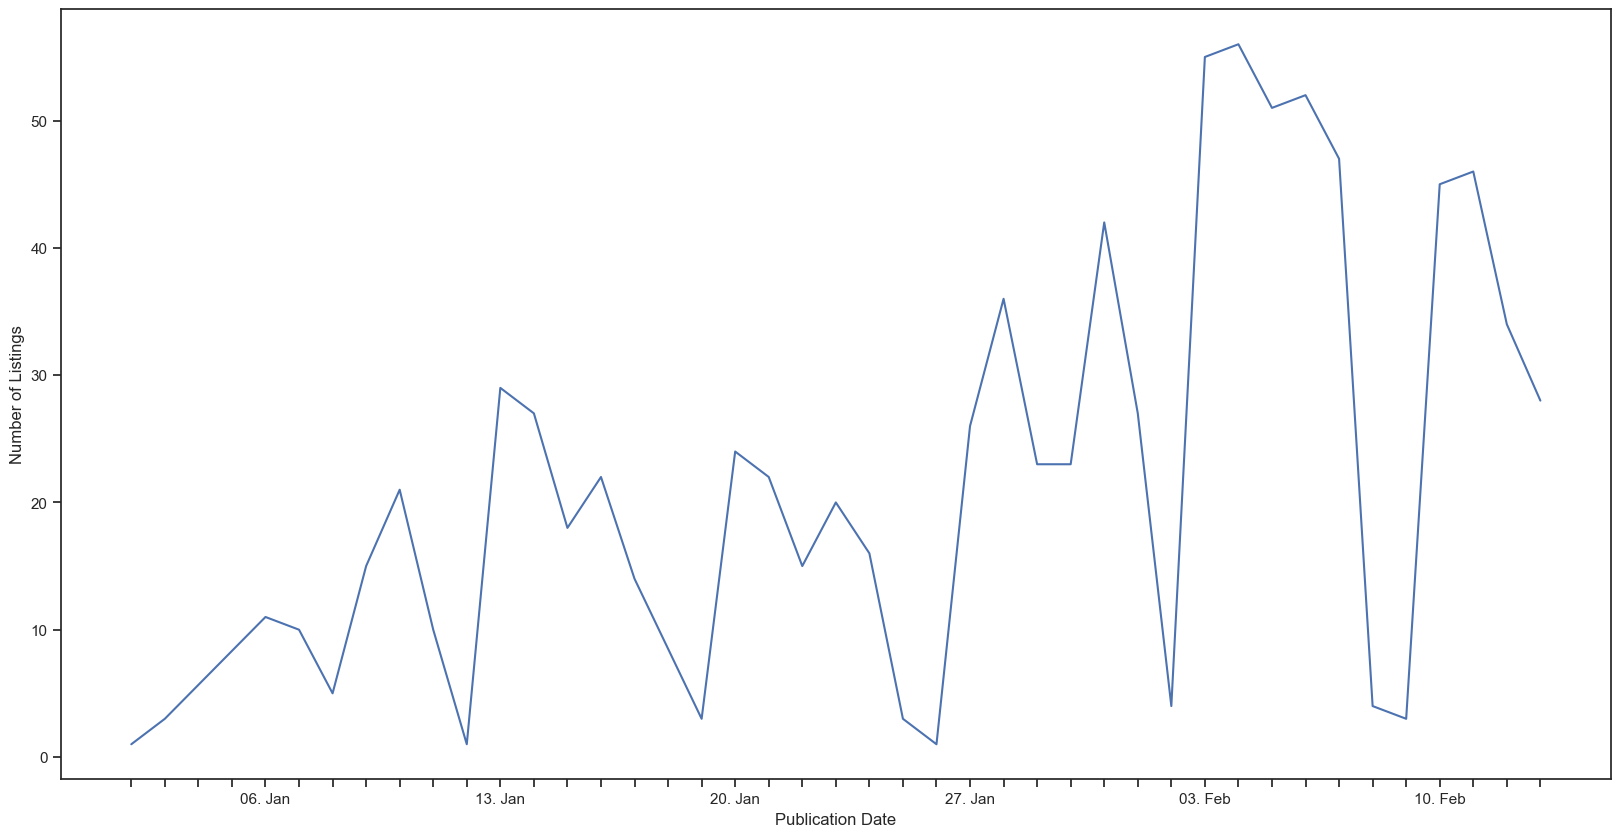 Number of Listings
50
40
30
20
10
0
06. Jan
13. Jan
20. Jan
27. Jan
03. Feb
10. Feb
Publication Date